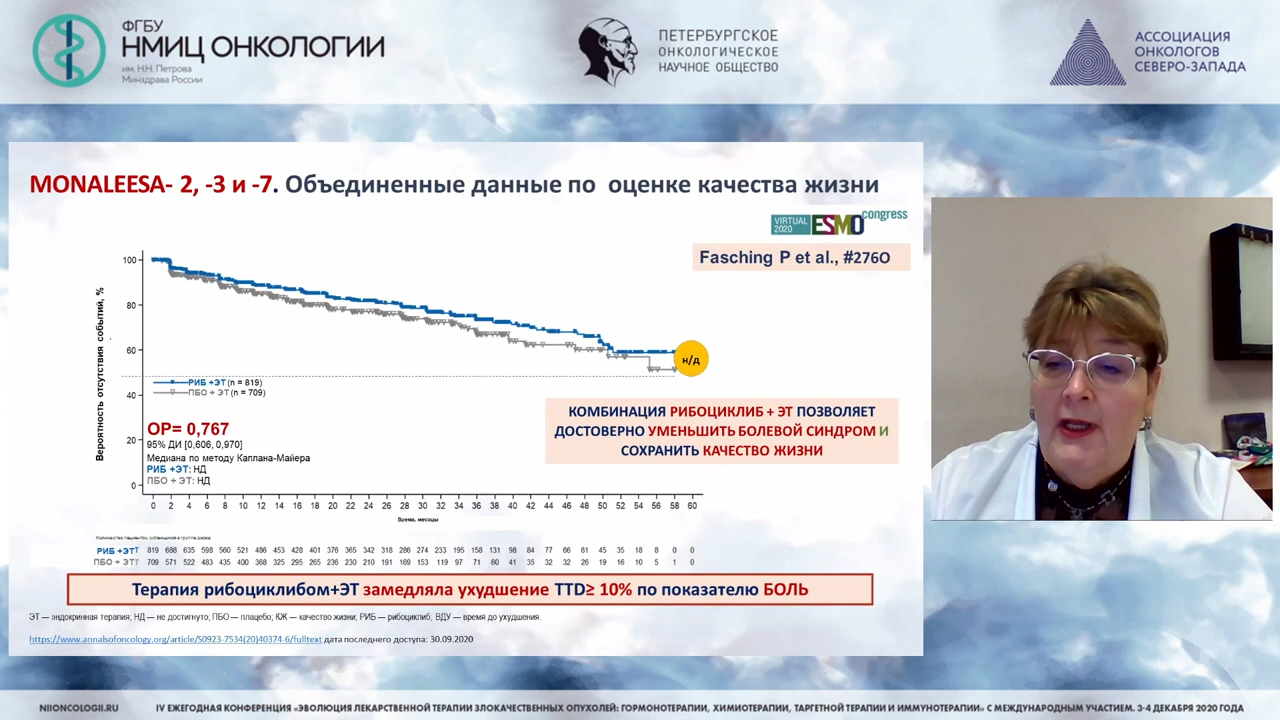 ФГБУ
НМИЦ ОНКОЛОГИИ
им. Н.Н. Петрова
Минздрава России
ПЕТЕРБУРГСКОЕ
ОНКОЛОГИЧЕСКОЕ
НАУЧНОЕ ОБЩЕСТВО
АССОЦИАЦИЯ
ОНКОЛОГОВ
СЕВЕРО-ЗАПАДА
MONALEESA- 2, -3 и -7. Объединенные данные по оценке качества жизни
VIRTUAL 2020 ESMO congress
Fasching P et al., #276O
Вероятность отсутствия событий, %
100
80
60
40
20
0
н/д
РИБ +ЭТ (n = 819)
ПБО + ЭТ (n = 709)
ОР= 0,767
95% ДИ [0,606, 0,970]
Медиана по методу Каплана-Майера
РИБ +ЭТ: НД
ПБО + ЭТ: НД
КОМБИНАЦИЯ РИБОЦИКЛИБ + ЭТ ПОЗВОЛЯЕТ
ДОСТОВЕРНО УМЕНЬШИТЬ БОЛЕВОЙ СИНДРОМ И
СОХРАНИТЬ КАЧЕСТВО ЖИЗНИ
0 2 4 6 8 10 12 14 16 18 20 22 24 26 28 30 32 34 36 38 40 42 44 46 48 50 52 54 56 58 60
Время, месяцы
Количество пациентов, остающихся в группе риска
РИБ +ЭТТ 819 688 635 598 560 521 486 453 428 401 376 365 342 318 286 274 233 195 158 131 98 84 77 66 61 45 35 18 8 0 0
ПБО + ЭТТ 709 571 522 483 435 400 368 325 295 265 236 230 210 191 169 153 119 97 71 60 41 35 32 32 26 19 16 10 5 1 0
Терапия рибоциклибом+ЭТ замедляла ухудшение TTD≥ 10% по показателю БОЛЬ
ЭТ — эндокринная терапия; НД — не достигнуто; ПБО — плацебо; КЖ — качество жизни; РИБ — рибоциклиб; ВДУ — время до ухудшения.
https://www.annalsofoncology.org/article/S0923-7534(20)40374-6/fulltext дата последнего доступа: 30.09.2020
NIIONCOLOGII.RU
IV ЕЖЕГОДНАЯ КОНФЕРЕНЦИЯ «ЭВОЛЮЦИЯ ЛЕКАРСТВЕННОЙ ТЕРАПИИ ЗЛОКАЧЕСТВЕННЫХ ОПУХОЛЕЙ: ГОРМОНОТЕРАПИИ, ХИМИОТЕРАПИИ, ТАРГЕТНОЙ ТЕРАПИИ И ИММУНОТЕРАПИИ» С МЕЖДУНАРОДНЫМ УЧАСТИЕМ. 3-4 ДЕКАБРЯ 2020 ГОДА